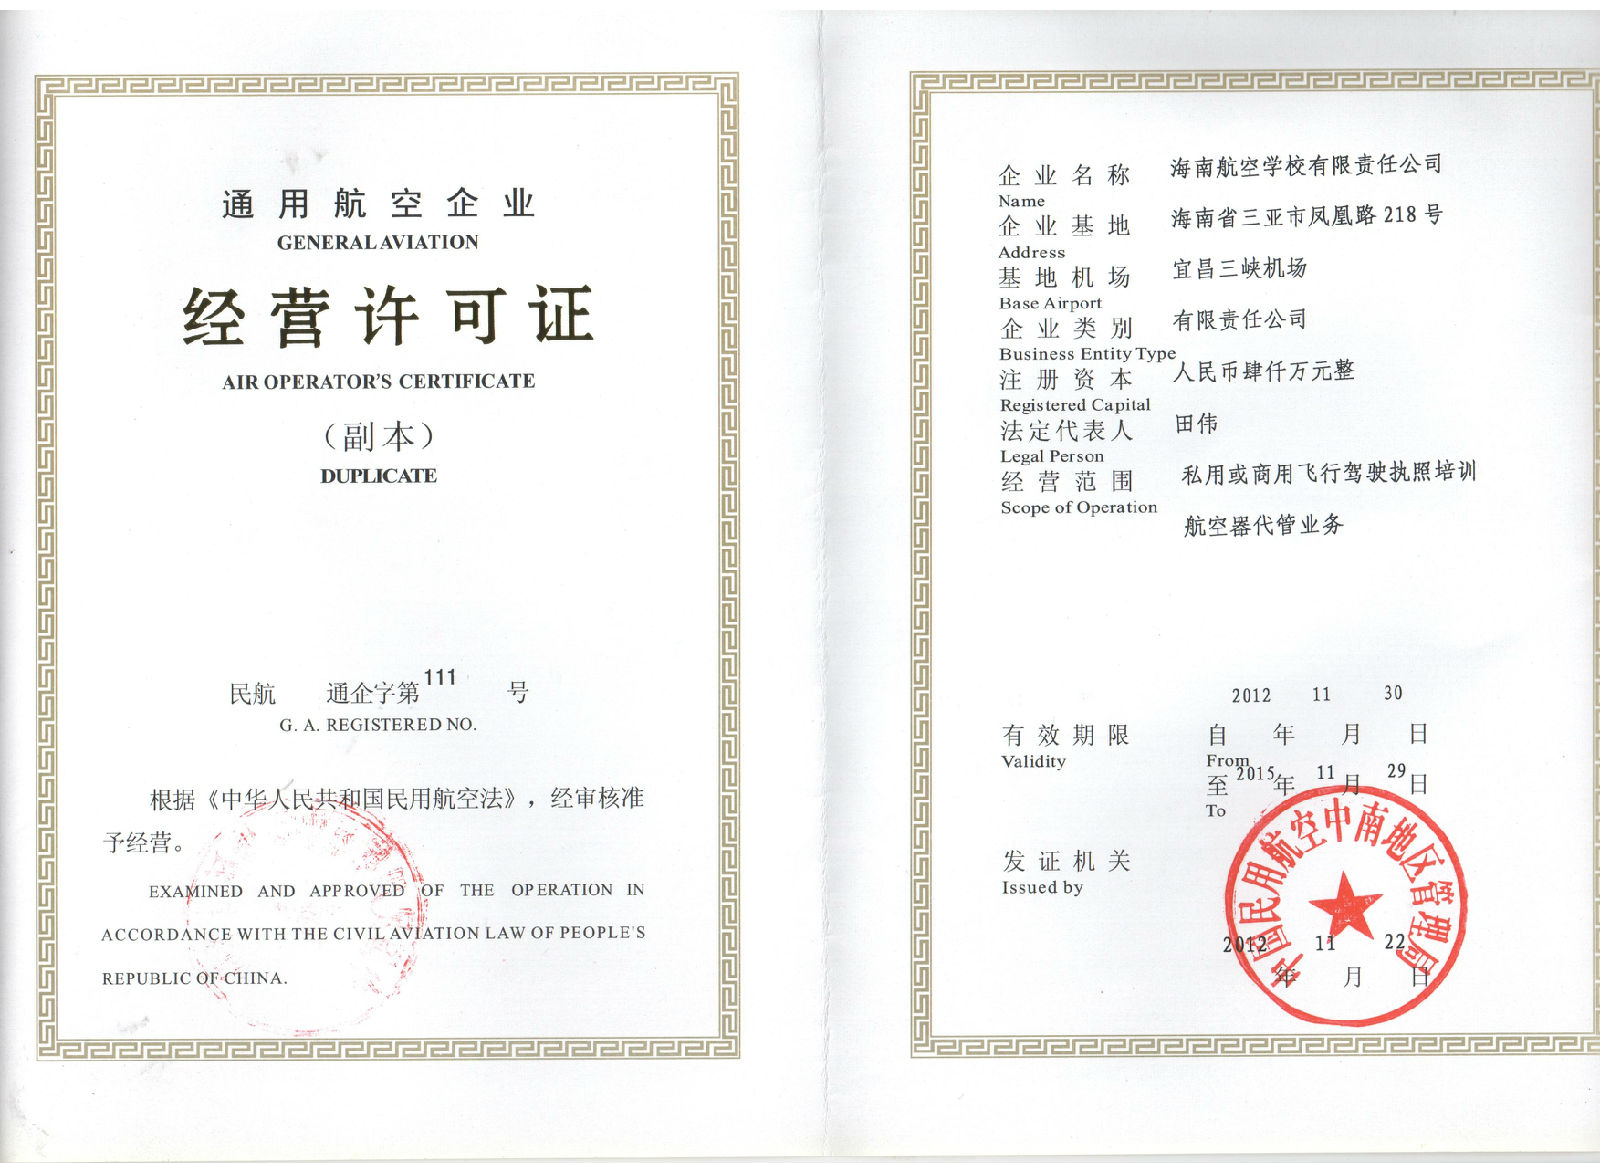 通用航空企业
GENERAL AVIATION
经营许可证
AIR OPERATOR'S CERTIFICATE
（副本）
DUPLICATE
民航 通企字第 111 号
G. A. REGISTERED NO.
根据《中华人民共和国民用航空法》，经审核准
予经营。
EXAMINED AND APPROVED OF THE OPERATION IN
ACCORDANCE WITH THE CIVIL AVIATION LAW OF PEOPLE'S
REPUBLIC OF CHINA.
企业名称 海南航空学校有限责任公司
Name
企业基地 海南省三亚市凤凰路 218 号
Address
基地机场 宜昌三峡机场
Base Airport
企业类别 有限责任公司
Business Entity Type
注册资本 人民币肆仟万元整
Registered Capital
法定代表人 田伟
Legal Person
经营范围 私用或商用飞行驾驶执照培训
Scope of Operation
航空器代管业务
2012 11 30
有效期限 自 年 月 日
Validity From
至 2015 年 11 月 29 日
To
发证机关
Issued by
中国民用航空中南地区管理局
2012 11 22
年 月 日